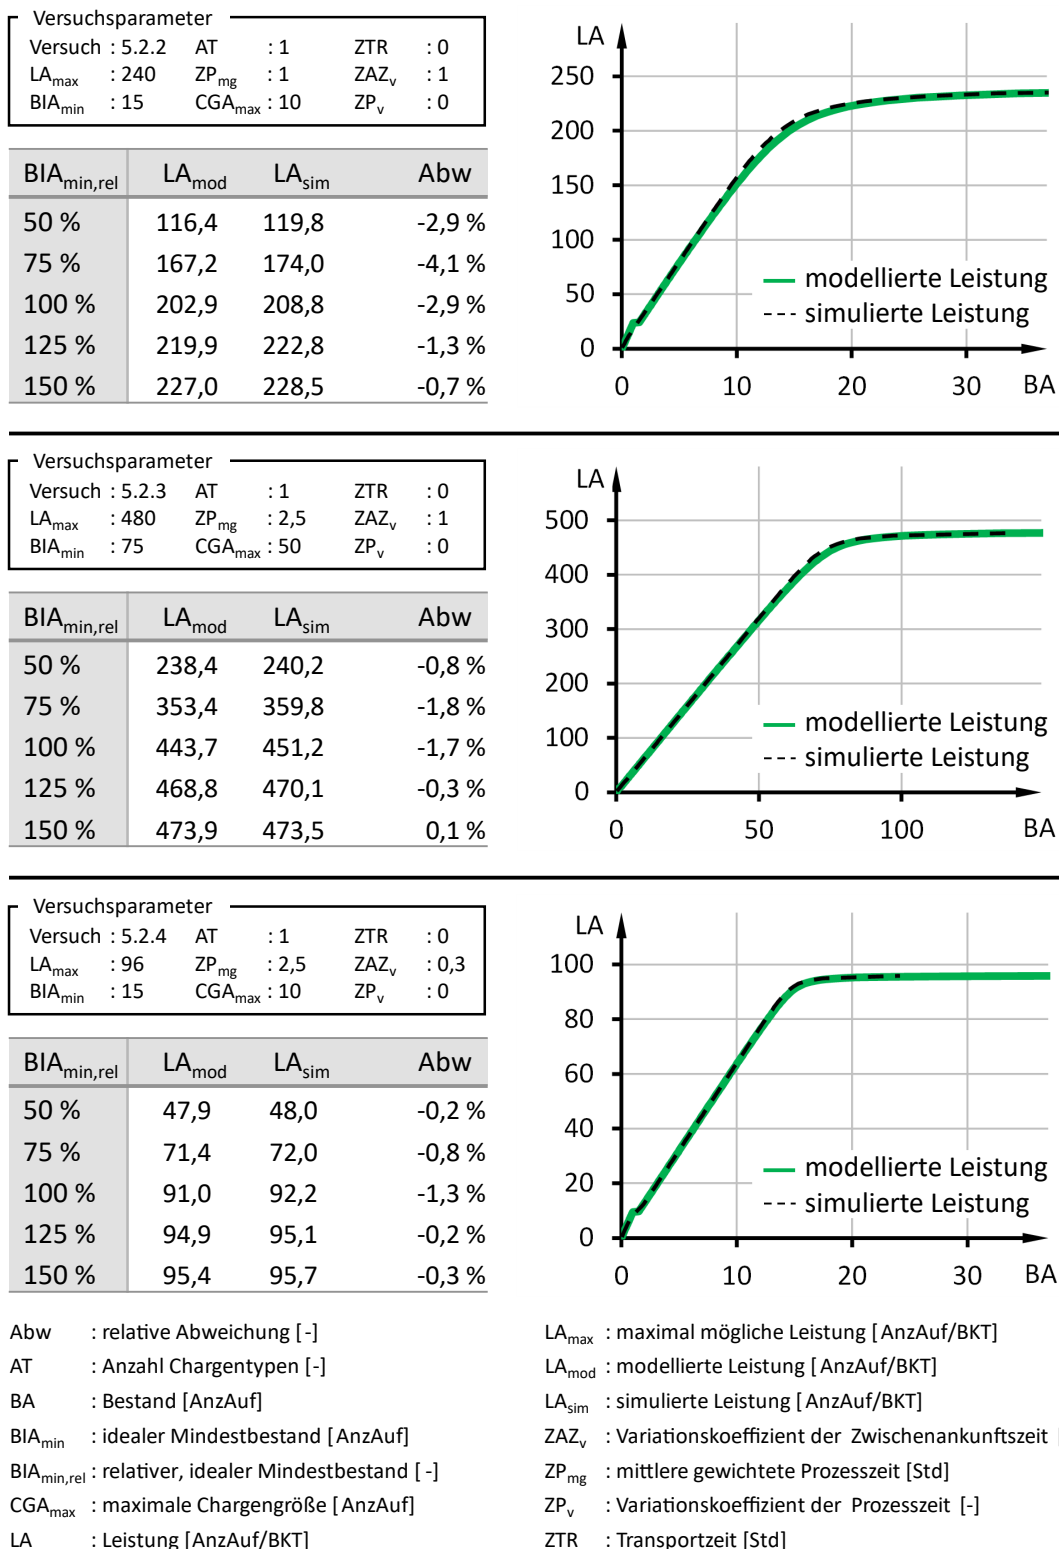 Versuchsparameter
Versuch : 5.2.2 AT : 1 ZTR : 0
LAmax : 240 ZPmg : 1 ZAZv : 1
BIAmin : 15 CGAmax : 10 ZPv : 0
BIAmin,rel LAmod LAsim Abw
50 % 116,4 119,8 -2,9 %
75 % 167,2 174,0 -4,1 %
100 % 202,9 208,8 -2,9 %
125 % 219,9 222,8 -1,3 %
150 % 227,0 228,5 -0,7 %
LA
250
200
150
100
50
0
modellierte Leistung
simulierte Leistung
0 10 20 30 BA
Versuchsparameter
Versuch : 5.2.3 AT : 1 ZTR : 0
LAmax : 480 ZPmg : 2,5 ZAZv : 1
BIAmin : 75 CGAmax : 50 ZPv : 0
BIAmin,rel LAmod LAsim Abw
50 % 238,4 240,2 -0,8 %
75 % 353,4 359,8 -1,8 %
100 % 443,7 451,2 -1,7 %
125 % 468,8 470,1 -0,3 %
150 % 473,9 473,5 0,1 %
LA
500
400
300
200
100
0
modellierte Leistung
simulierte Leistung
0 50 100 BA
Versuchsparameter
Versuch : 5.2.4 AT : 1 ZTR : 0
LAmax : 96 ZPmg : 2,5 ZAZv : 0,3
BIAmin : 15 CGAmax : 10 ZPv : 0
BIAmin,rel LAmod LAsim Abw
50 % 47,9 48,0 -0,2 %
75 % 71,4 72,0 -0,8 %
100 % 91,0 92,2 -1,3 %
125 % 94,9 95,1 -0,2 %
150 % 95,4 95,7 -0,3 %
LA
100
80
60
40
20
0
modellierte Leistung
simulierte Leistung
0 10 20 30 BA
Abw : relative Abweichung [-]
AT : Anzahl Chargentypen [-]
BA : Bestand [AnzAuf]
BIAmin : idealer Mindestbestand [AnzAuf]
BIAmin,rel : relativer, idealer Mindestbestand [-]
CGAmax : maximale Chargengröße [AnzAuf]
LA : Leistung [AnzAuf/BKT]
LAmax : maximal mögliche Leistung [AnzAuf/BKT]
LAmod : modellierte Leistung [AnzAuf/BKT]
LAsim : simulierte Leistung [AnzAuf/BKT]
ZAZv : Variationskoeffizient der Zwischenankunftszeit [
ZPmg : mittlere gewichtete Prozesszeit [Std]
ZPv : Variationskoeffizient der Prozesszeit [-]
ZTR : Transportzeit [Std]